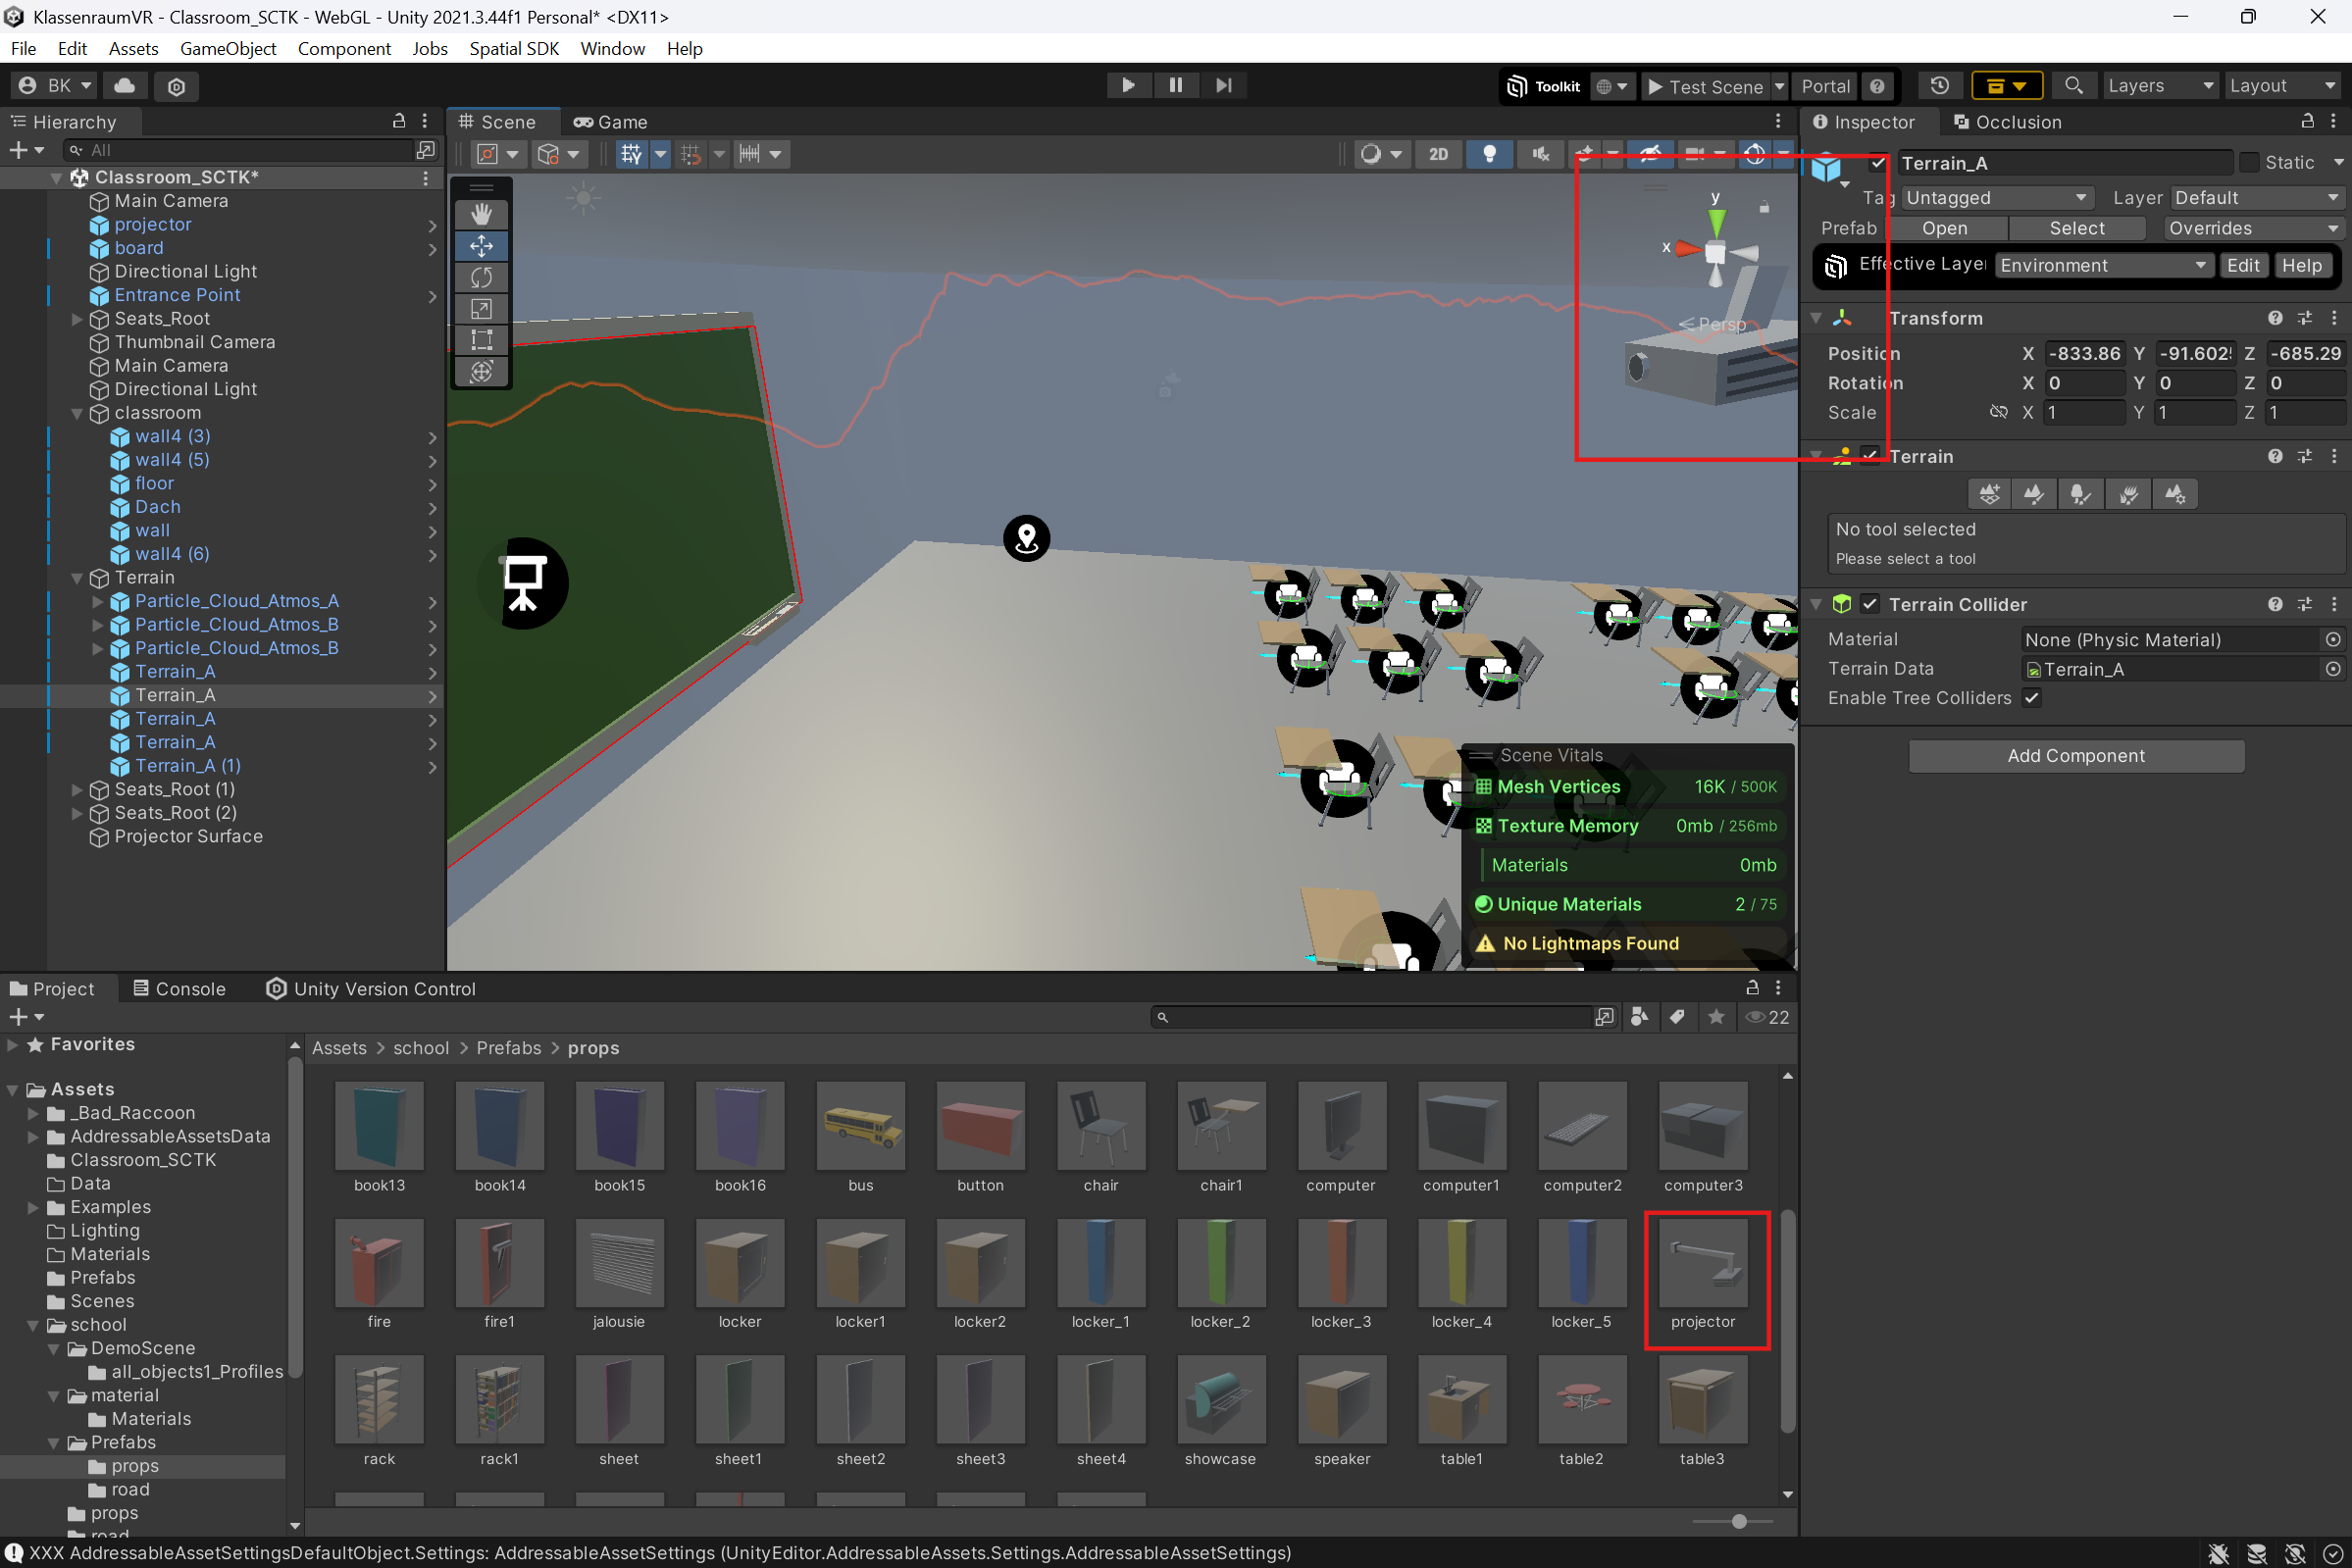 KlassenraumVR - Classroom_SCTK - WebGL - Unity 2021.3.44f1 Personal* <DX11>
File Edit Assets GameObject Component Jobs Spatial SDK Window Help
BK Toolkit Test Scene Portal Layers Layout
Hierarchy
All
Classroom_SCTK*
Main Camera
projector
board
Directional Light
Entrance Point
Seats_Root
Thumbnail Camera
Main Camera
Directional Light
classroom
wall4 (3)
wall4 (5)
floor
Dach
wall
wall4 (6)
Terrain
Particle_Cloud_Atmos_A
Particle_Cloud_Atmos_B
Particle_Cloud_Atmos_B
Terrain_A
Terrain_A
Terrain_A
Terrain_A
Terrain_A (1)
Seats_Root (1)
Seats_Root (2)
Projector Surface
Scene Game
2D
y
x
Persp
Scene Vitals
Mesh Vertices 16K / 500K
Texture Memory 0mb / 256mb
Materials 0mb
Unique Materials 2 / 75
No Lightmaps Found
Inspector Occlusion
Terrain_A Static
Tag Untagged Layer Default
Prefab Open Select Overrides
Effective Layer Environment Edit Help
Transform
Position X -833.86 Y -91.602 Z -685.29
Rotation X 0 Y 0 Z 0
Scale X 1 Y 1 Z 1
Terrain
No tool selected
Please select a tool
Terrain Collider
Material None (Physic Material)
Terrain Data Terrain_A
Enable Tree Colliders
Add Component
Project Console Unity Version Control
22
Favorites
Assets
_Bad_Raccoon
AddressableAssetsData
Classroom_SCTK
Data
Examples
Lighting
Materials
Prefabs
Scenes
school
DemoScene
all_objects1_Profiles
material
Materials
Prefabs
props
road
props
road
Assets > school > Prefabs > props
book13 book14 book15 book16 bus button chair chair1 computer computer1 computer2 computer3
fire fire1 jalousie locker locker1 locker2 locker_1 locker_2 locker_3 locker_4 locker_5 projector
rack rack1 sheet sheet1 sheet2 sheet3 sheet4 showcase speaker table1 table2 table3
XXX AddressableAssetSettingsDefaultObject.Settings: AddressableAssetSettings (UnityEditor.AddressableAssets.Settings.AddressableAssetSettings)